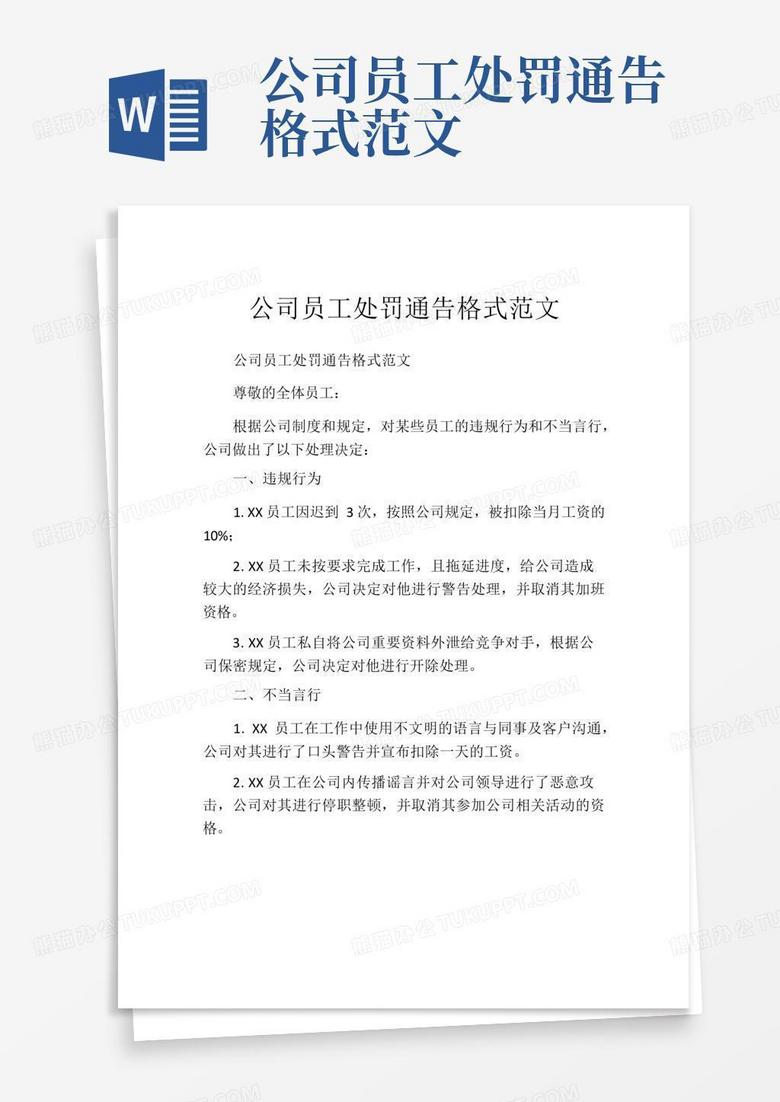 W
公司员工处罚通告
格式范文
公司员工处罚通告格式范文
公司员工处罚通告格式范文
尊敬的全体员工：
根据公司制度和规定，对某些员工的违规行为和不当言行，
公司做出了以下处理决定：
一、违规行为
1. XX 员工因迟到 3 次，按照公司规定，被扣除当月工资的
10%；
2. XX 员工未按要求完成工作，且拖延进度，给公司造成
较大的经济损失，公司决定对他进行警告处理，并取消其加班
资格。
3. XX 员工私自将公司重要资料外泄给竞争对手，根据公
司保密规定，公司决定对他进行开除处理。
二、不当言行
1. XX 员工在工作中使用不文明的语言与同事及客户沟通，
公司对其进行了口头警告并宣布扣除一天的工资。
2. XX 员工在公司内传播谣言并对公司领导进行了恶意攻
击，公司对其进行停职整顿，并取消其参加公司相关活动的资
格。
熊猫办公 TUKUPPT.COM